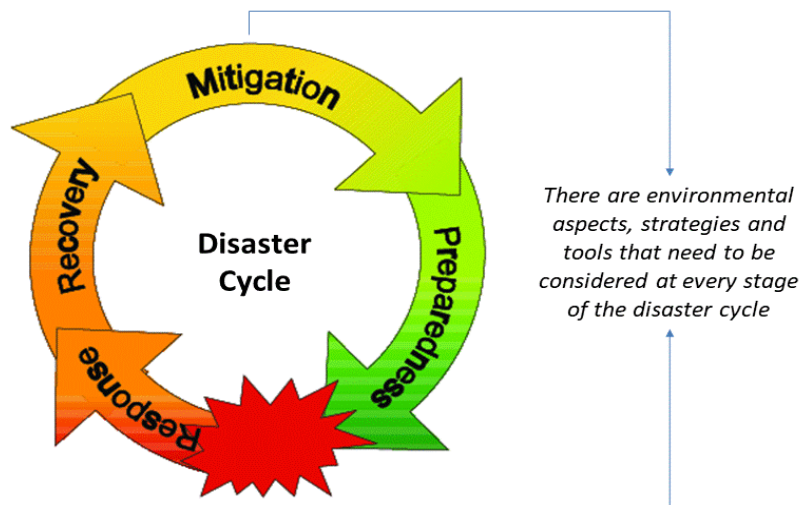 Mitigation
Preparedness
Response
Recovery
Disaster
Cycle
There are environmental
aspects, strategies and
tools that need to be
considered at every stage
of the disaster cycle